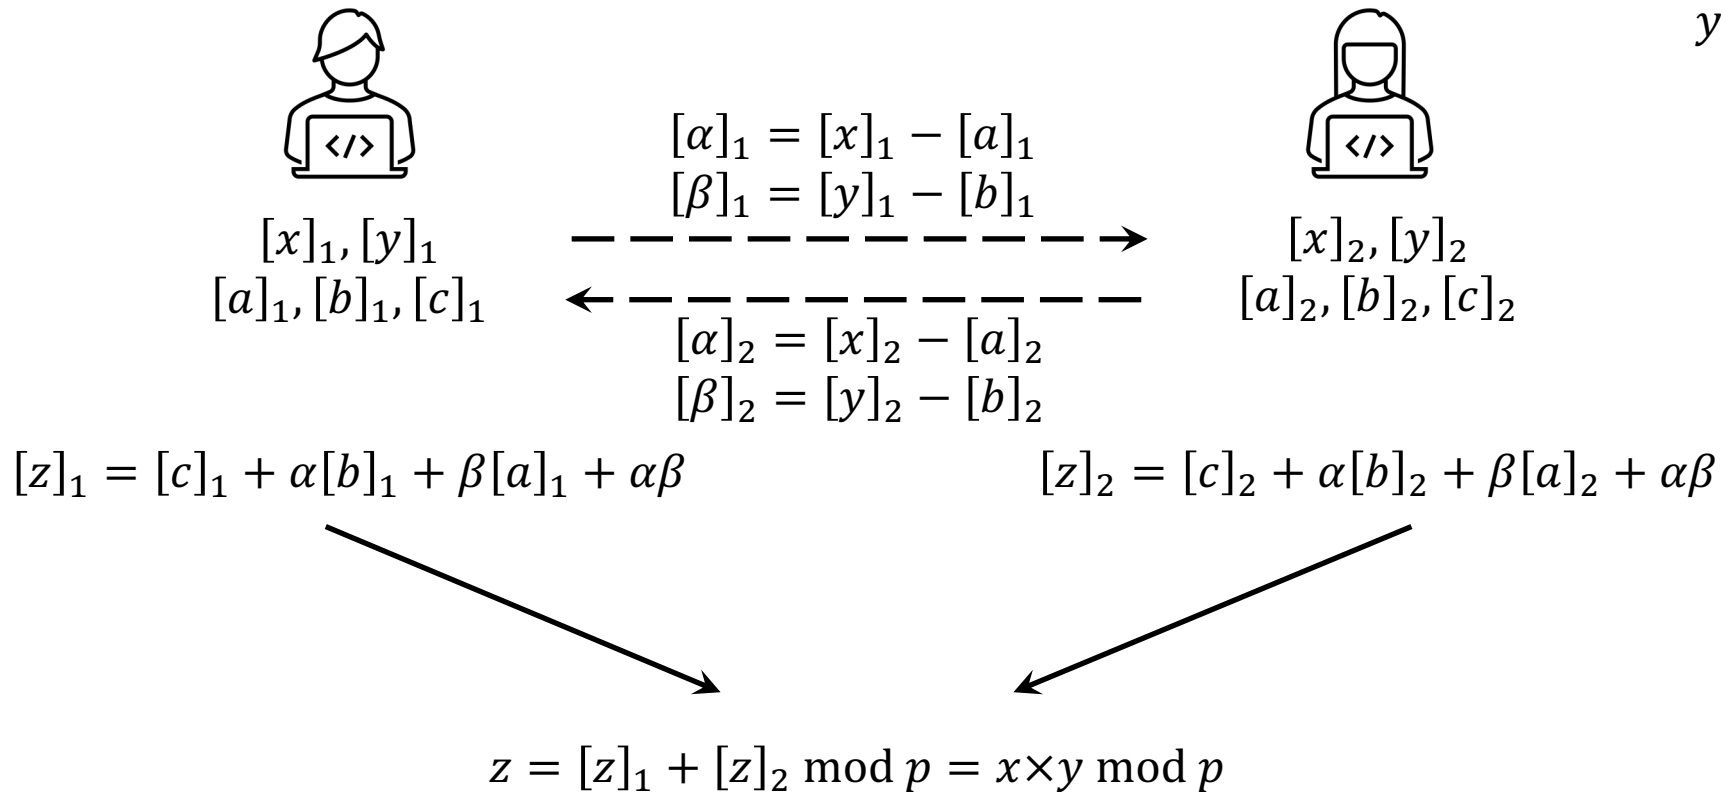 y
</> </>
[α]₁ = [x]₁ − [a]₁
[β]₁ = [y]₁ − [b]₁
[x]₁, [y]₁
[x]₂, [y]₂
[a]₁, [b]₁, [c]₁
[a]₂, [b]₂, [c]₂
[α]₂ = [x]₂ − [a]₂
[β]₂ = [y]₂ − [b]₂
[z]₁ = [c]₁ + α[b]₁ + β[a]₁ + αβ
[z]₂ = [c]₂ + α[b]₂ + β[a]₂ + αβ
z = [z]₁ + [z]₂ mod p = x×y mod p